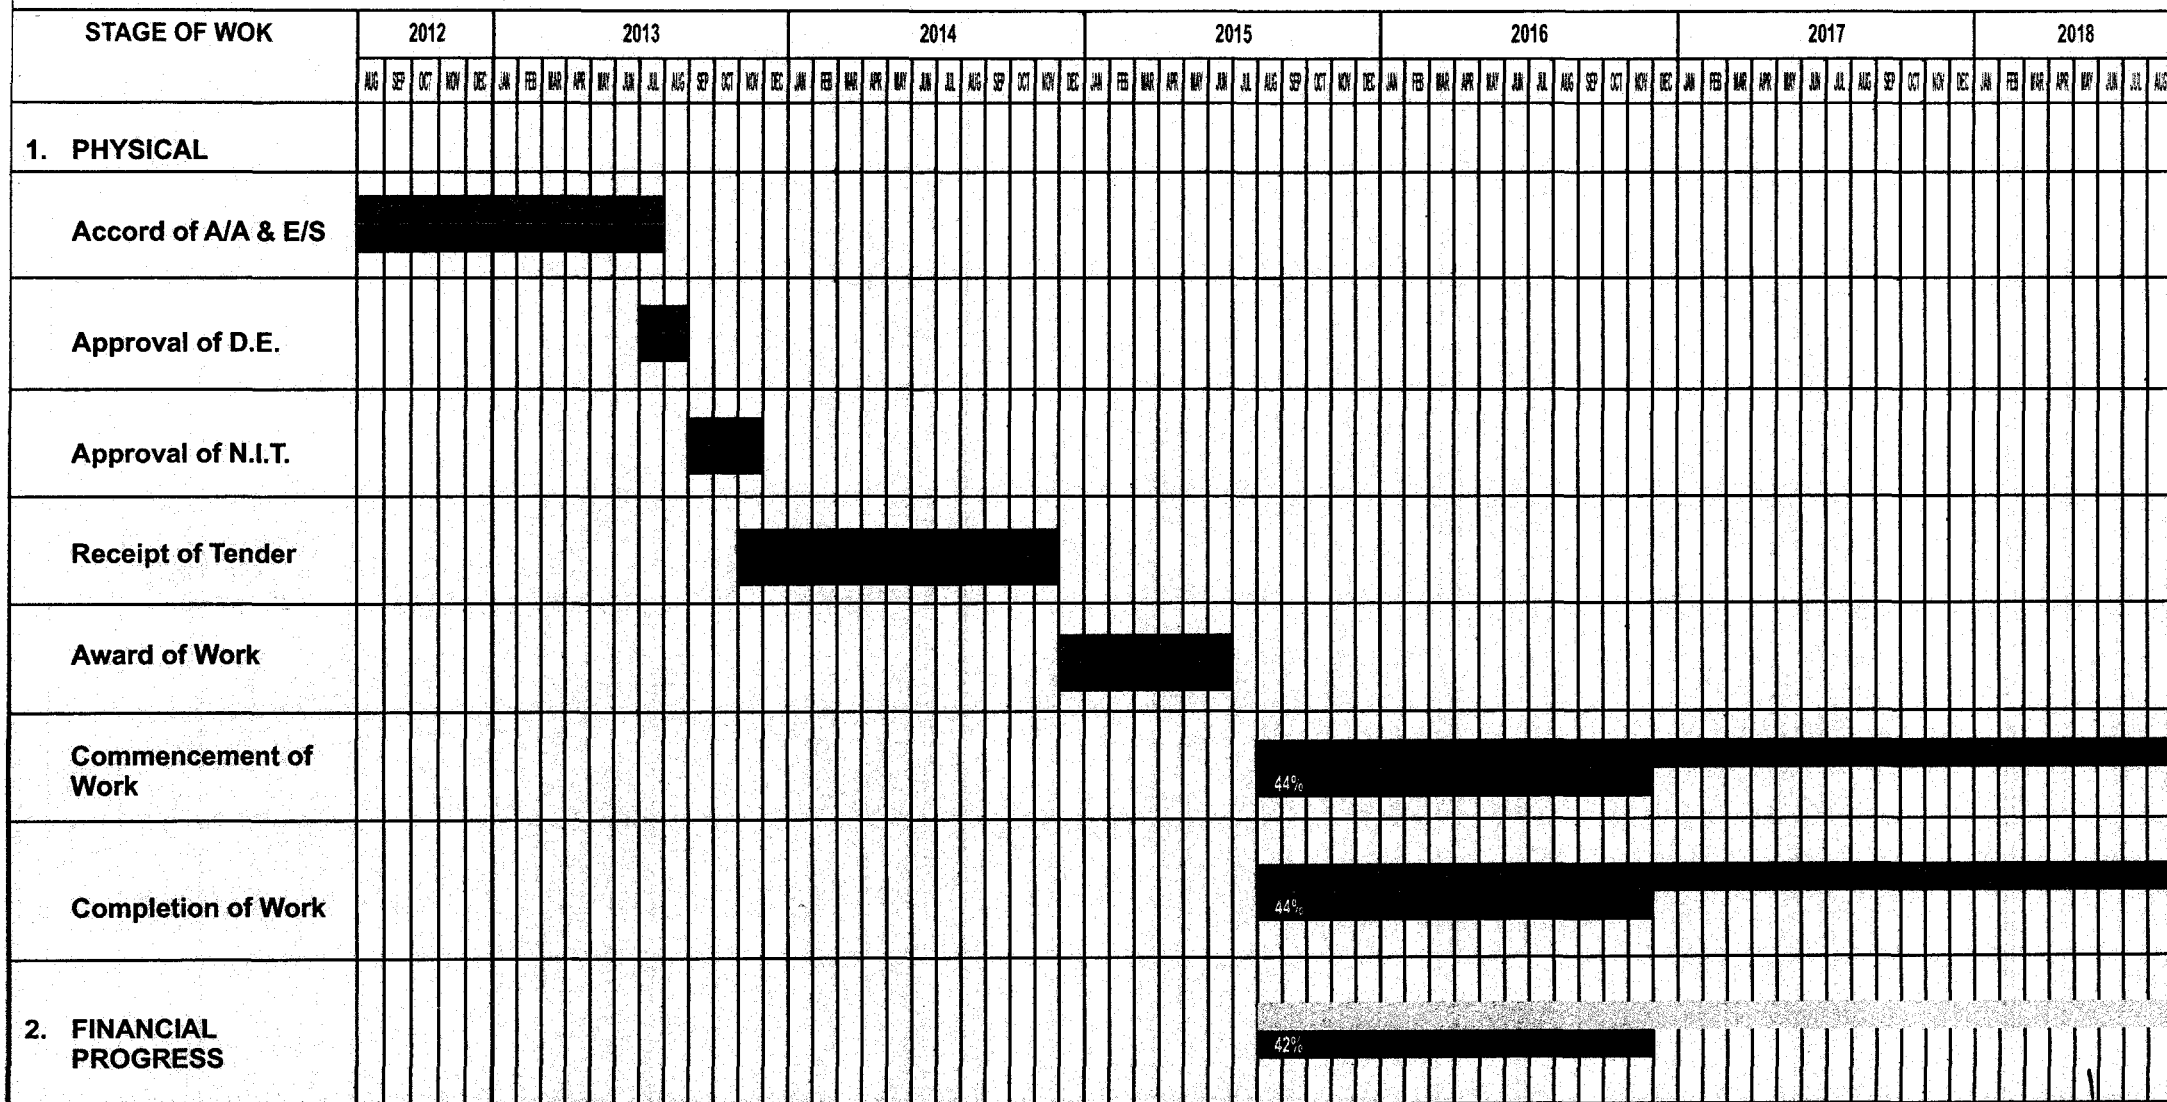 STAGE OF WOK 2012 2013 2014 2015 2016 2017 2018
AUG SEP OCT NOV DEC JAN FEB MAR APR MAY JUN JUL AUG SEP OCT NOV DEC JAN FEB MAR APR MAY JUN JUL AUG SEP OCT NOV DEC JAN FEB MAR APR MAY JUN JUL AUG SEP OCT NOV DEC JAN FEB MAR APR MAY JUN JUL AUG SEP OCT NOV DEC JAN FEB MAR APR MAY JUN JUL AUG SEP OCT NOV DEC JAN FEB MAR APR MAY JUN JUL AUG
1. PHYSICAL
Accord of A/A & E/S
Approval of D.E.
Approval of N.I.T.
Receipt of Tender
Award of Work
Commencement of
Work
44%
Completion of Work
44%
2. FINANCIAL
PROGRESS
42%